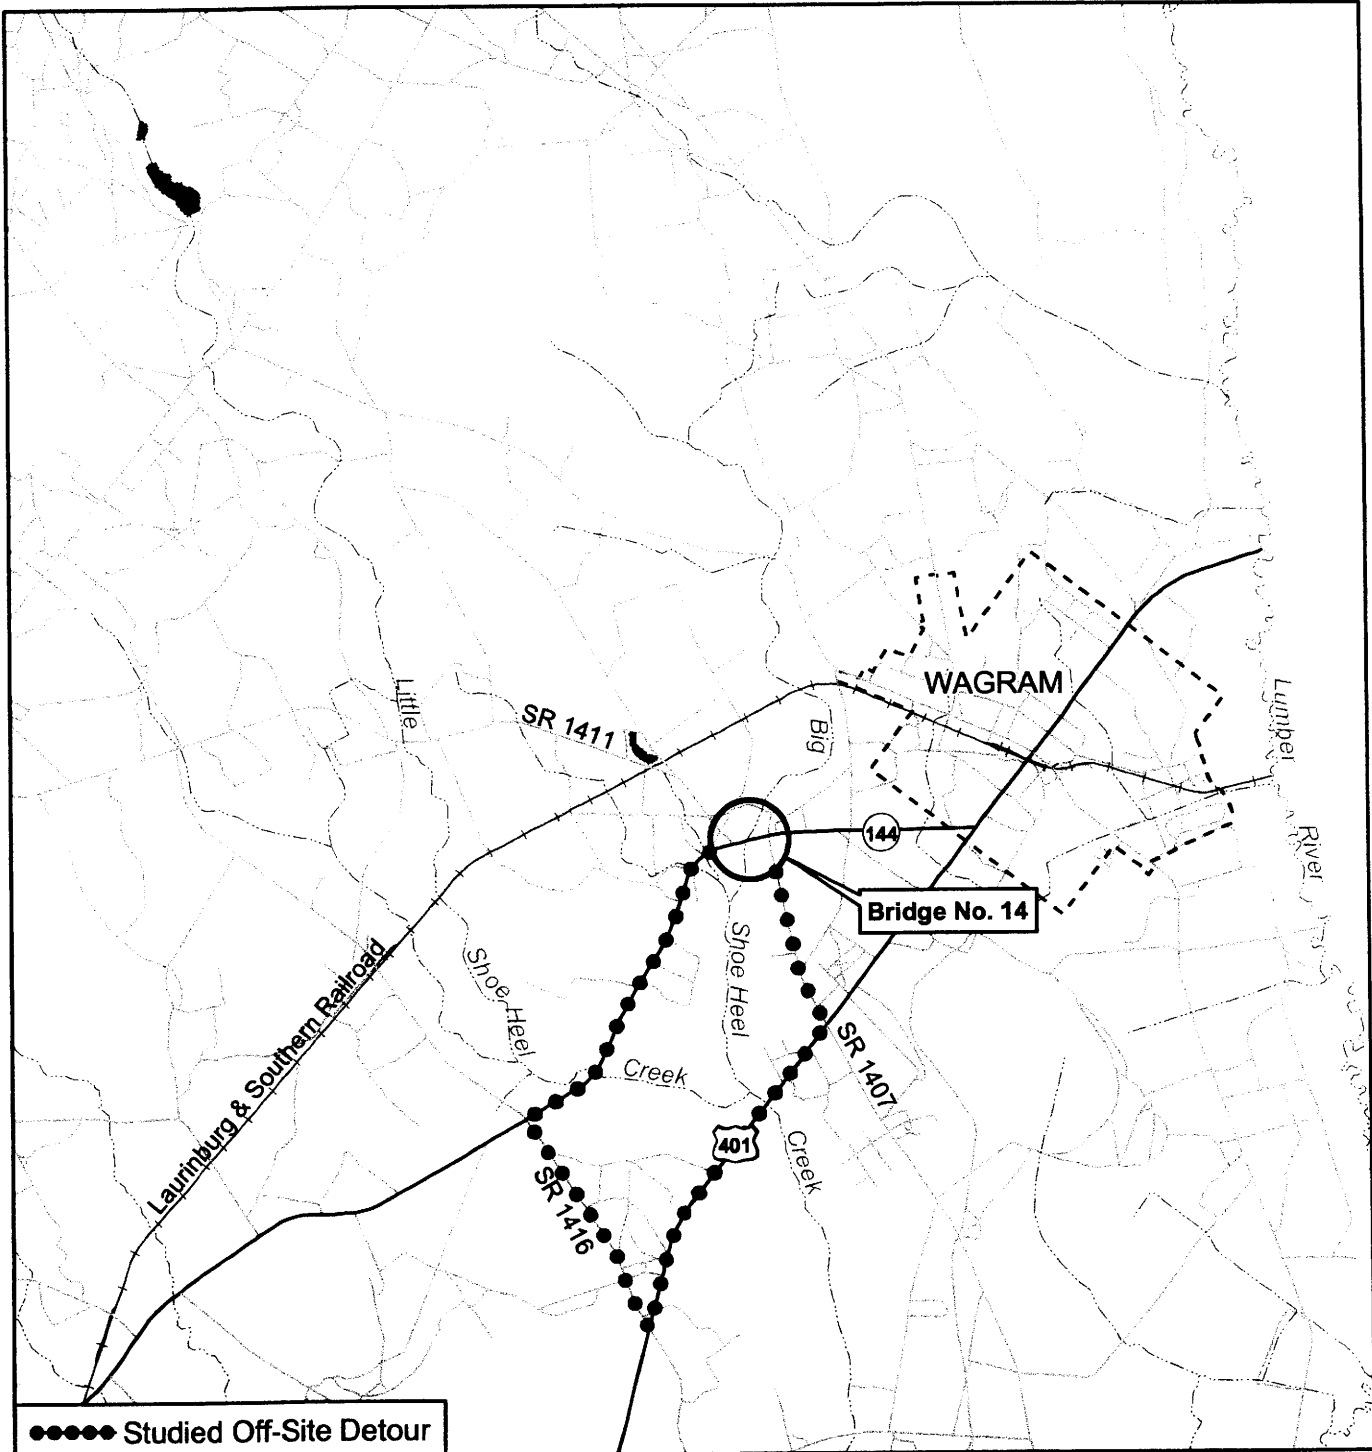 WAGRAM
Little
SR 1411
Big
Lumber
144
River
Bridge No. 14
Shoe Heel
Shoe Heel
Laurinburg & Southern Railroad
Creek
SR 1407
401
Creek
SR 1416
Studied Off-Site Detour